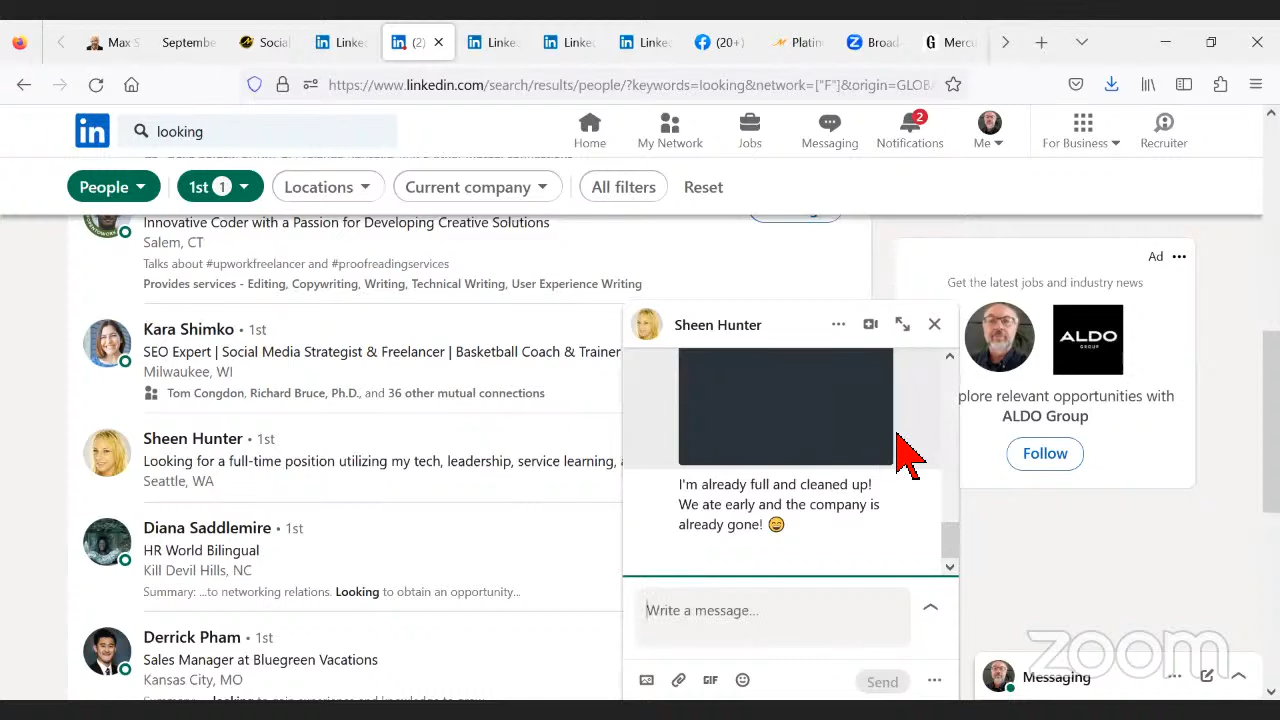 Max S
Septembe
Social
Linke
(2)
Linke
Linke
Linke
(20+)
Platin
Broad-
Mercu
https://www.linkedin.com/search/results/people/?keywords=looking&network=["F"]&origin=GLOBA
in
looking
Home
My Network
Jobs
Messaging
2
Notifications
Me
For Business
Recruiter
People
1st 1
Locations
Current company
All filters
Reset
Innovative Coder with a Passion for Developing Creative Solutions
Salem, CT
Talks about #upworkfreelancer and #proofreadingservices
Provides services - Editing, Copywriting, Writing, Technical Writing, User Experience Writing
Kara Shimko • 1st
SEO Expert | Social Media Strategist & Freelancer | Basketball Coach & Trainer
Milwaukee, WI
Tom Congdon, Richard Bruce, Ph.D., and 36 other mutual connections
Sheen Hunter • 1st
Looking for a full-time position utilizing my tech, leadership, service learning,
Seattle, WA
Diana Saddlemire • 1st
HR World Bilingual
Kill Devil Hills, NC
Summary: ...to networking relations. Looking to obtain an opportunity...
Derrick Pham • 1st
Sales Manager at Bluegreen Vacations
Kansas City, MO
Sheen Hunter
I'm already full and cleaned up!
We ate early and the company is
already gone! 😄
Write a message...
GIF
Send
Ad
Get the latest jobs and industry news
ALDO
GROUP
plore relevant opportunities with
ALDO Group
Follow
zoom
Messaging